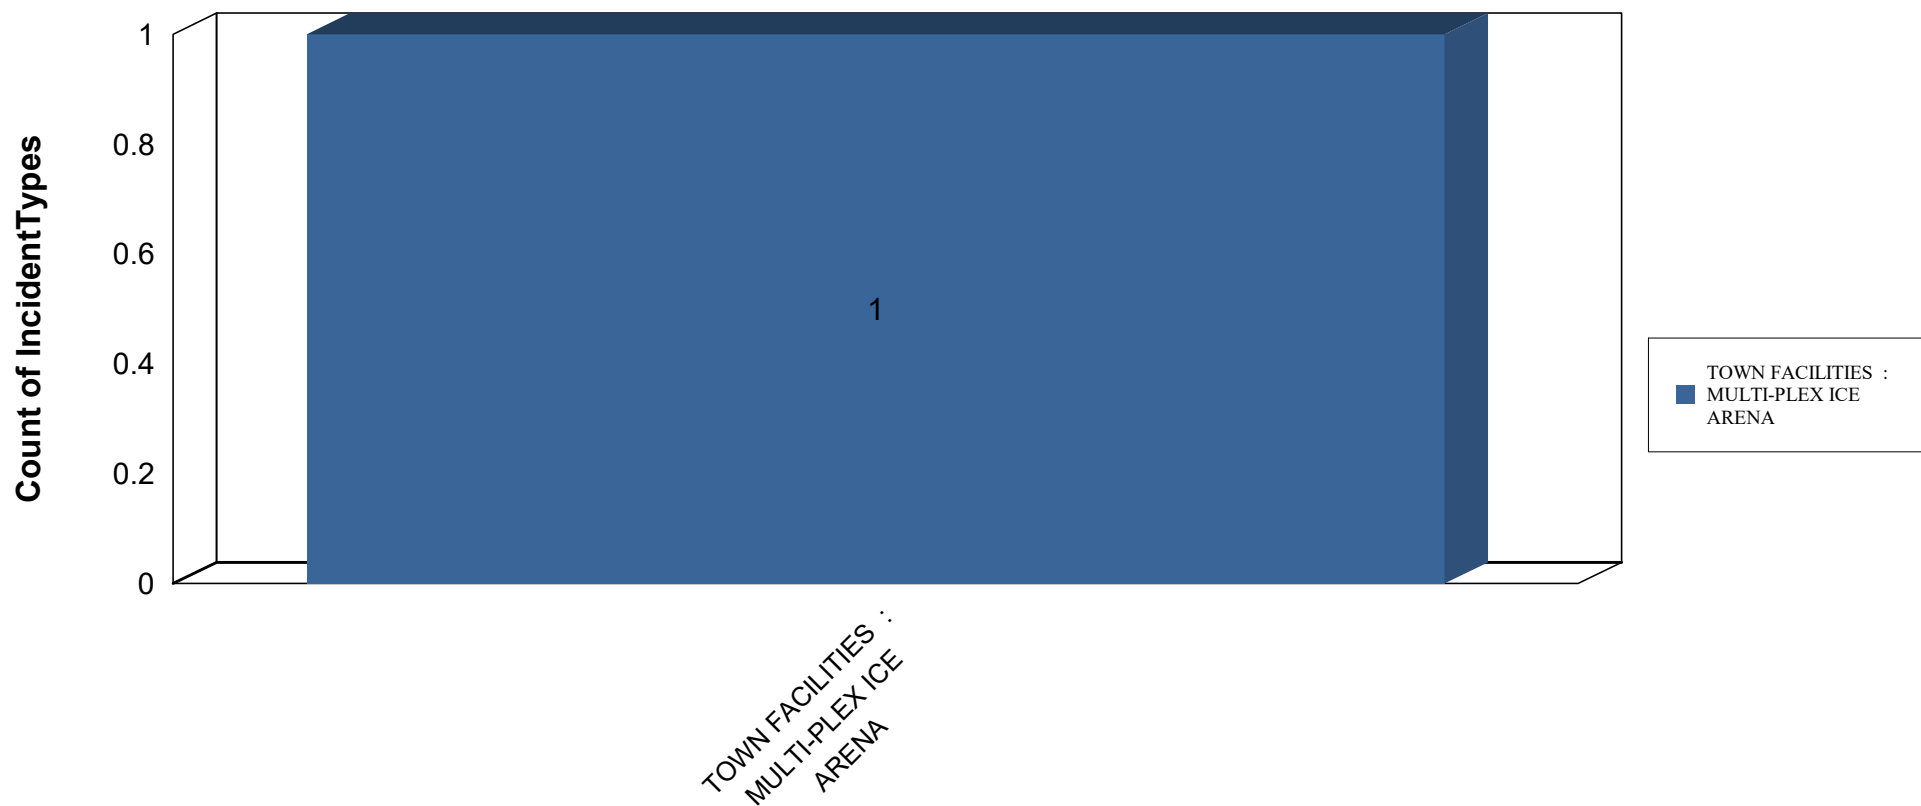 Count of IncidentTypes
1
0.8
0.6
0.4
0.2
0
1
TOWN FACILITIES :
MULTI-PLEX ICE
ARENA
TOWN FACILITIES :
MULTI-PLEX ICE
ARENA